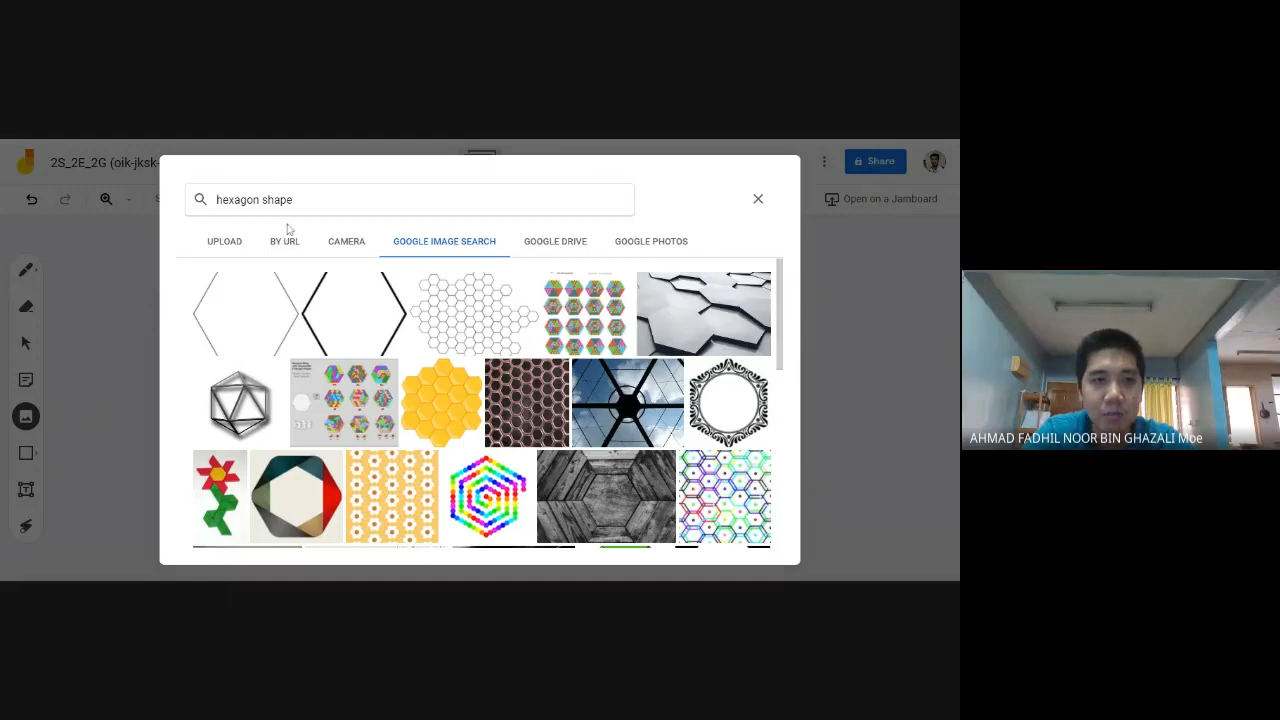 2S_2E_2G (oik-jksk-
Share
Open on a Jamboard
hexagon shape
UPLOAD
BY URL
CAMERA
GOOGLE IMAGE SEARCH
GOOGLE DRIVE
GOOGLE PHOTOS
AHMAD FADHIL NOOR BIN GHAZALI Moe